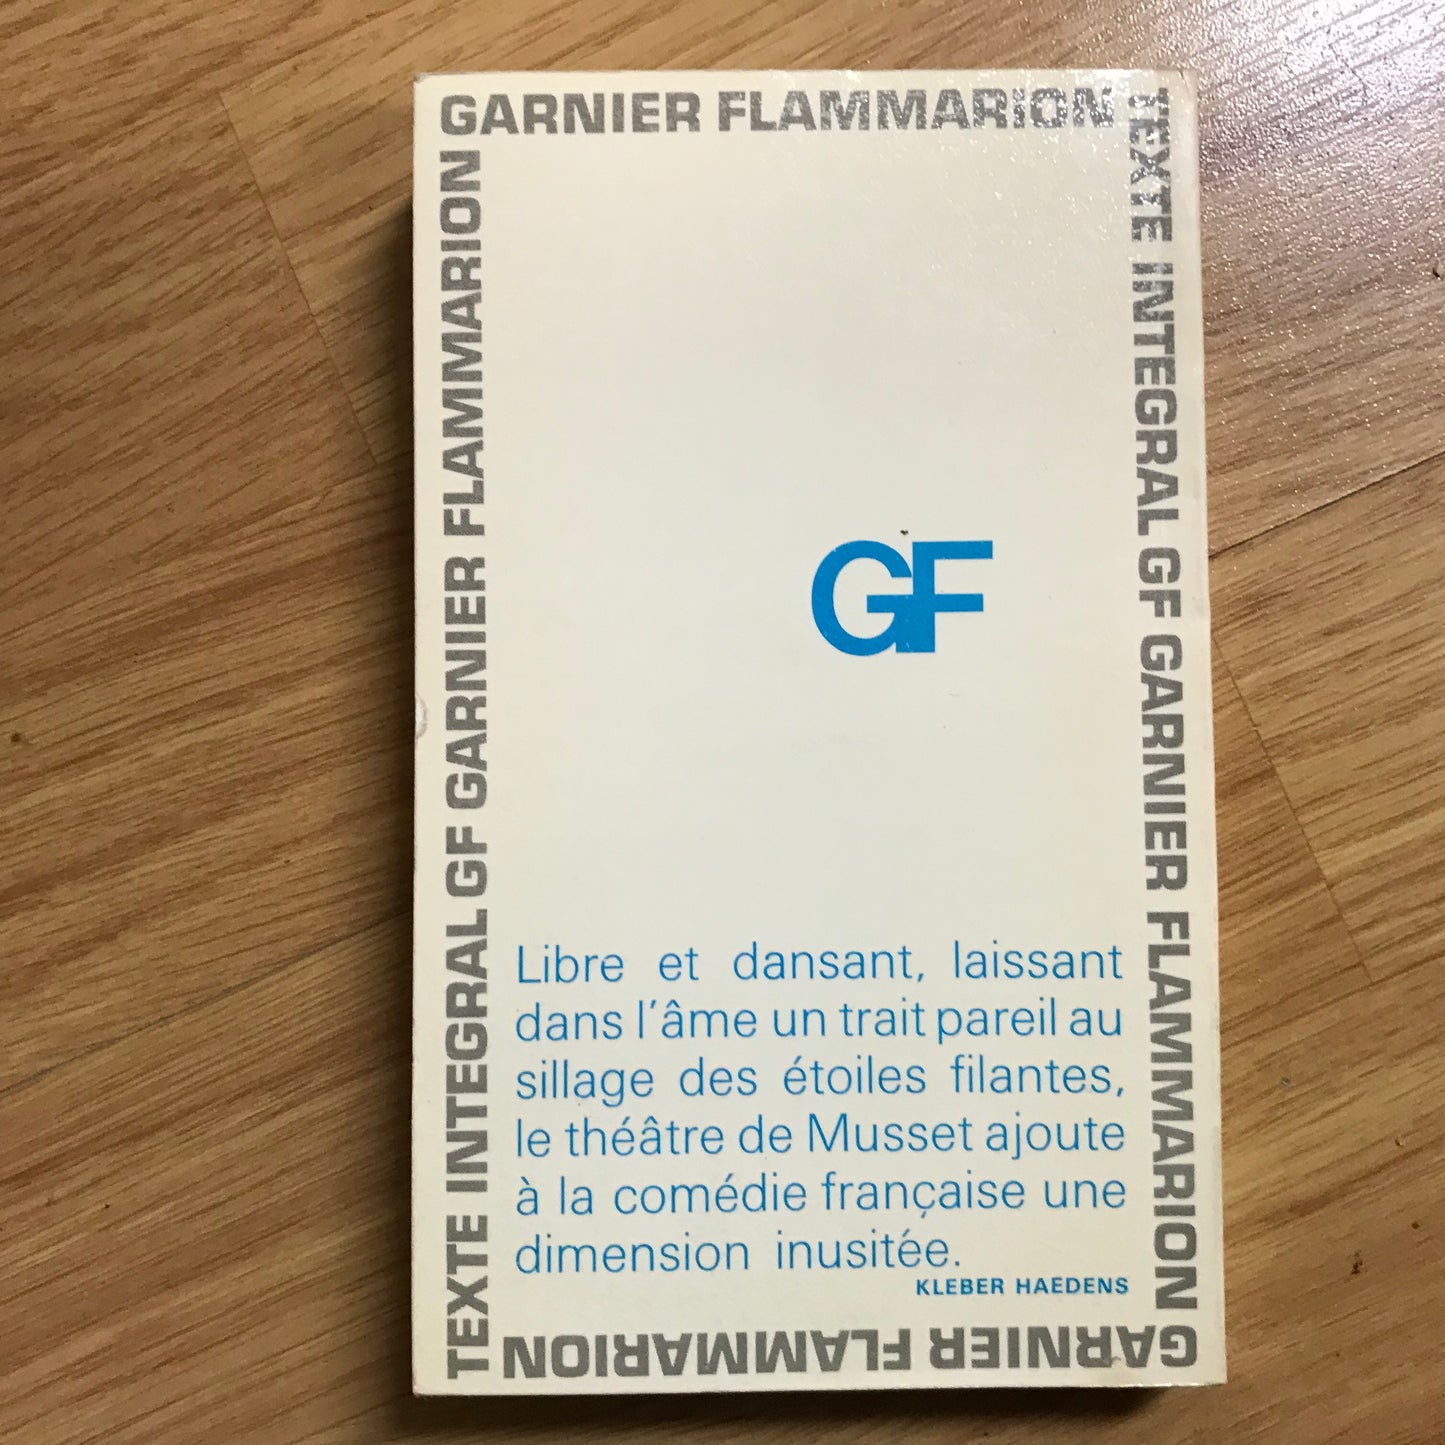 GARNIER FLAMMARION
TEXTE INTEGRAL GF GARNIER FLAMMARION
GARNIER FLAMMARION
TEXTE INTEGRAL GF GARNIER FLAMMARION
GF
Libre et dansant, laissant
dans l'âme un trait pareil au
sillage des étoiles filantes,
le théâtre de Musset ajoute
à la comédie française une
dimension inusitée.
KLEBER HAEDENS